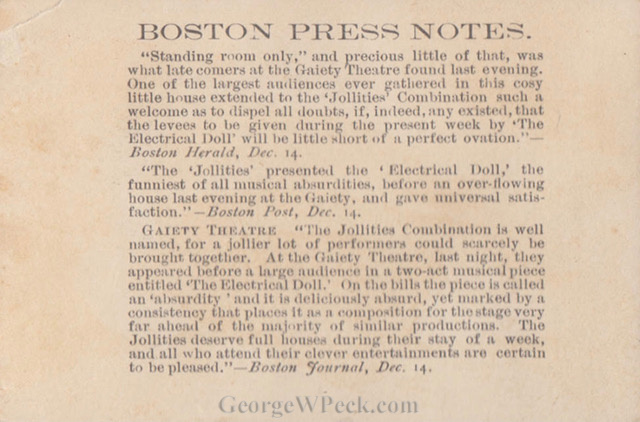 BOSTON PRESS NOTES.
“Standing room only,” and precious little of that, was
what late comers at the Gaiety Theatre found last evening.
One of the largest audiences ever gathered in this cosy
little house extended to the ‘Jollities’ Combination such a
welcome as to dispel all doubts, if, indeed, any existed, that
the levees to be given during the present week by ‘The
Electrical Doll’ will be little short of a perfect ovation.”—
Boston Herald, Dec. 14.
“The ‘Jollities’ presented the ‘Electrical Doll,’ the
funniest of all musical absurdities, before an over-flowing
house last evening at the Gaiety, and gave universal satis-
faction.”—Boston Post, Dec. 14.
GAIETY THEATRE “The Jollities Combination is well
named, for a jollier lot of performers could scarcely be
brought together. At the Gaiety Theatre, last night, they
appeared before a large audience in a two-act musical piece
entitled ‘The Electrical Doll.’ On the bills the piece is called
an ‘absurdity’ and it is deliciously absurd, yet marked by a
consistency that places it as a composition for the stage very
far ahead of the majority of similar productions. The
Jollities deserve full houses during their stay of a week,
and all who attend their clever entertainments are certain
to be pleased.”—Boston Journal, Dec. 14.
GeorgeWPeck.com